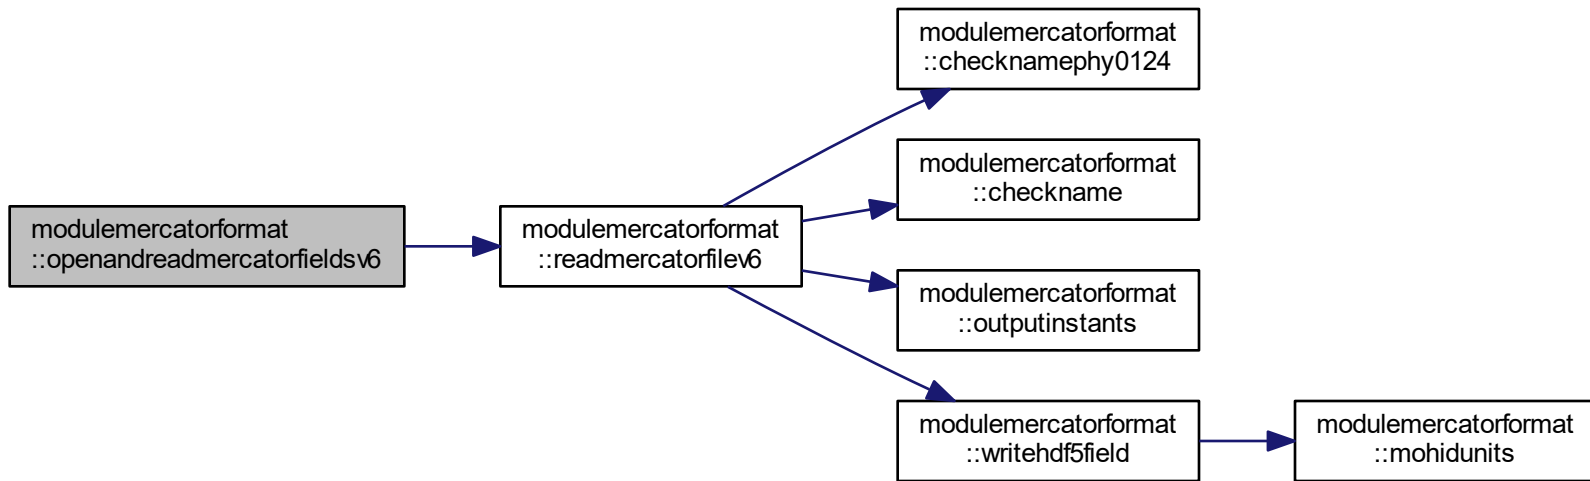 modulemercatorformat
::openandreadmercatorfieldsv6
modulemercatorformat
::readmercatorfilev6
modulemercatorformat
::checknamephy0124
modulemercatorformat
::checkname
modulemercatorformat
::outputinstants
modulemercatorformat
::writehdf5field
modulemercatorformat
::mohidunits